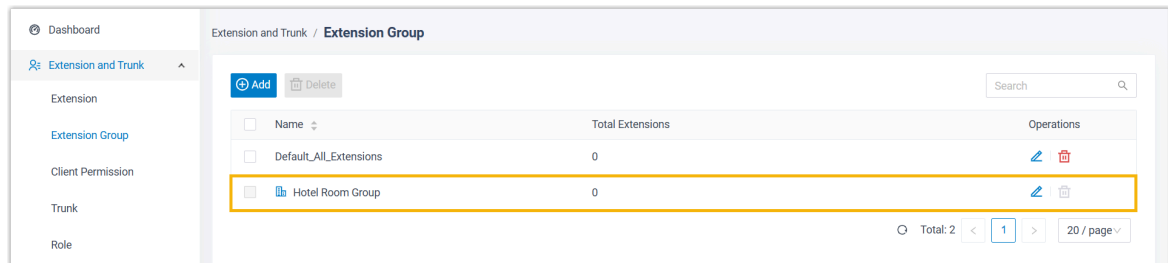 Dashboard
Extension and Trunk / Extension Group
Extension and Trunk
Add
Delete
Search
Extension
Name
Total Extensions
Operations
Extension Group
Default_All_Extensions
0
Client Permission
Hotel Room Group
0
Trunk
Total: 2 < 1 > 20 / page
Role